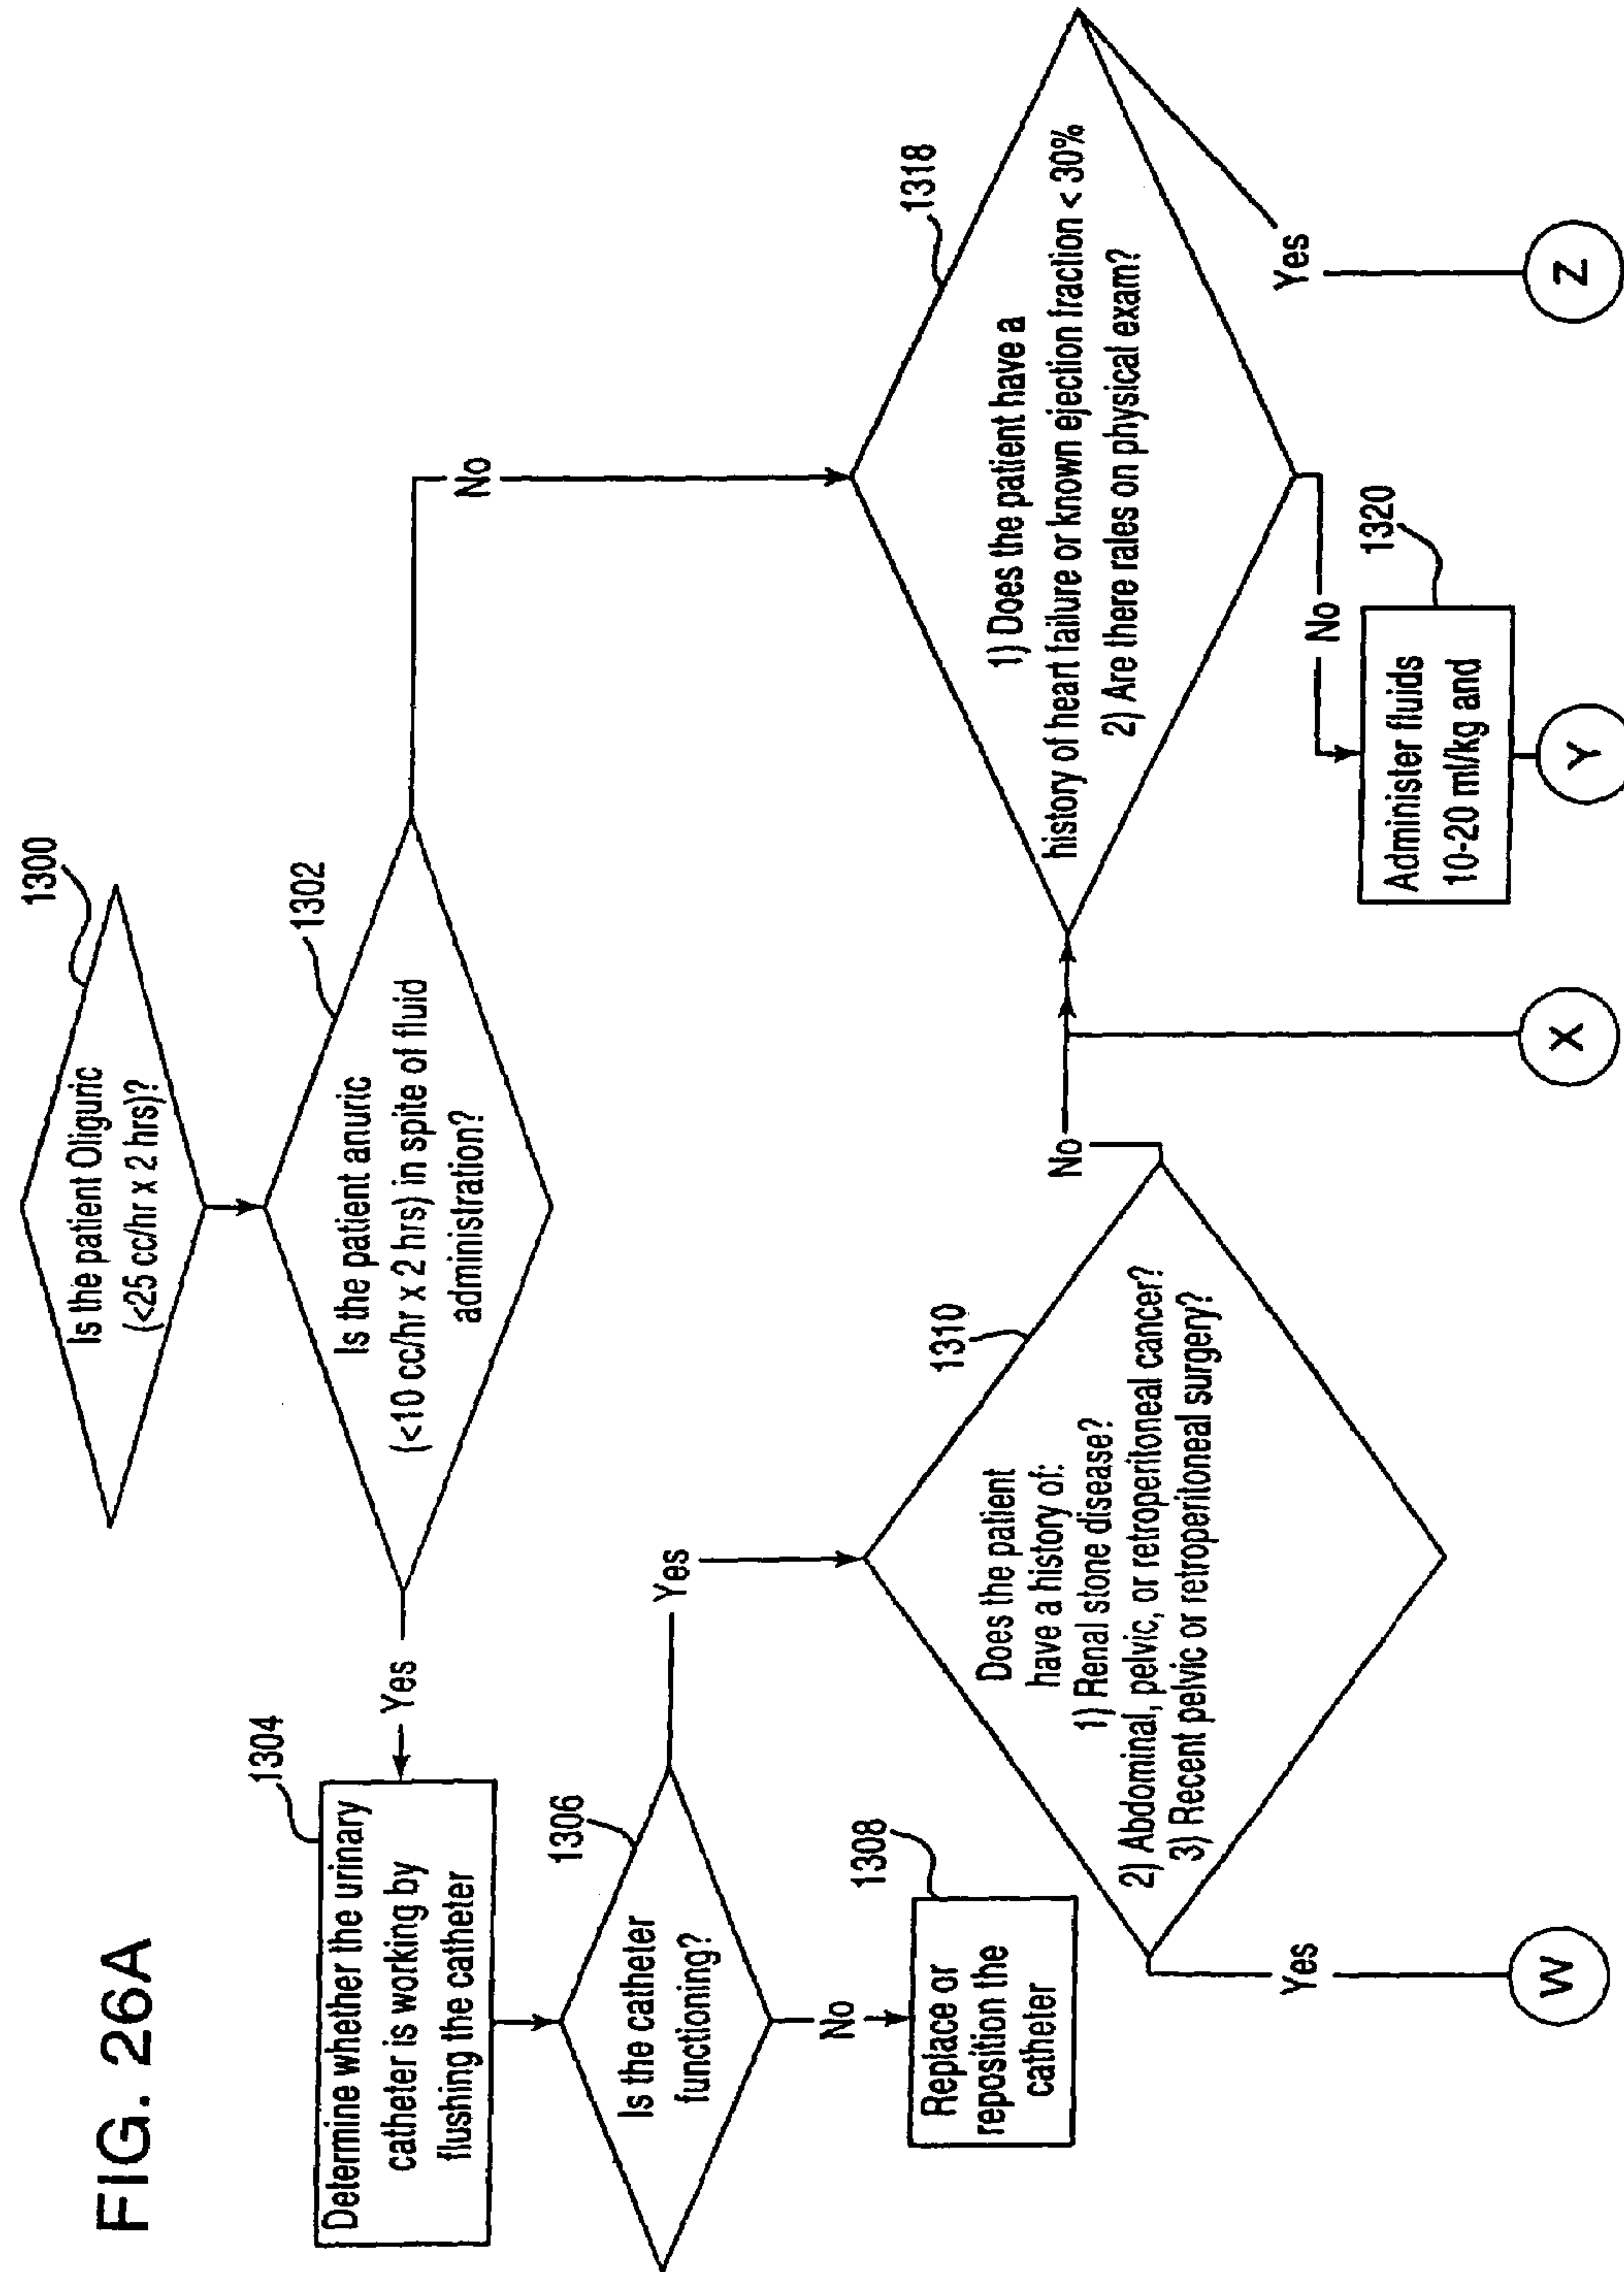 FIG. 26A
1300
Is the patient Oliguric
(<25 cc/hr x 2 hrs)?
1302
Is the patient anuric
(<10 cc/hr x 2 hrs) in spite of fluid
administration?
Yes
No
1304
Determine whether the urinary
catheter is working by
flushing the catheter
1306
Is the catheter
functioning?
Yes
No
1308
Replace or
reposition the
catheter
1310
Does the patient
have a history of:
1) Renal stone disease?
2) Abdominal, pelvic, or retroperitoneal cancer?
3) Recent pelvic or retroperitoneal surgery?
No
Yes
1318
1) Does the patient have a
history of heart failure or known ejection fraction < 30%
2) Are there rales on physical exam?
No
Yes
1320
Administer fluids
10-20 ml/kg and
W
X
Y
Z